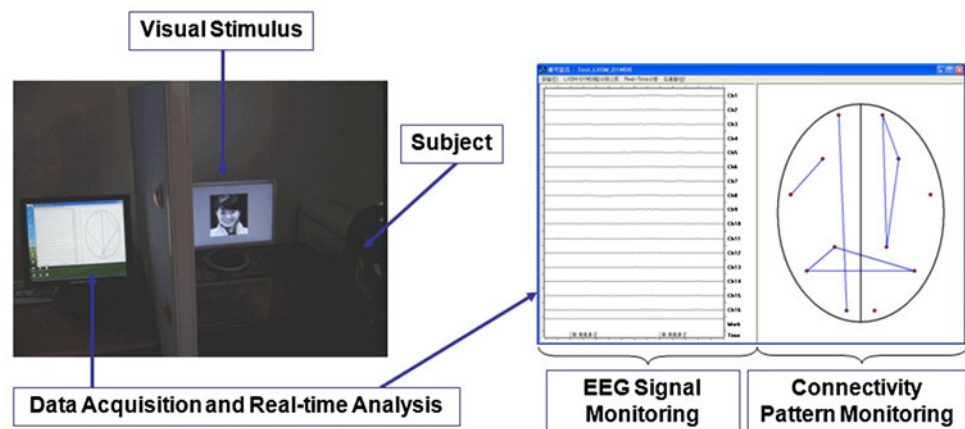 Visual Stimulus
Subject
Data Acquisition and Real-time Analysis
Test_LXSM_D1WDB
Ch1
Ch2
Ch3
Ch4
Ch5
Ch6
Ch7
Ch8
Ch9
Ch10
Ch11
Ch12
Ch13
Ch14
Ch15
Ch16
Mark
Time
EEG Signal
Monitoring
Connectivity
Pattern Monitoring